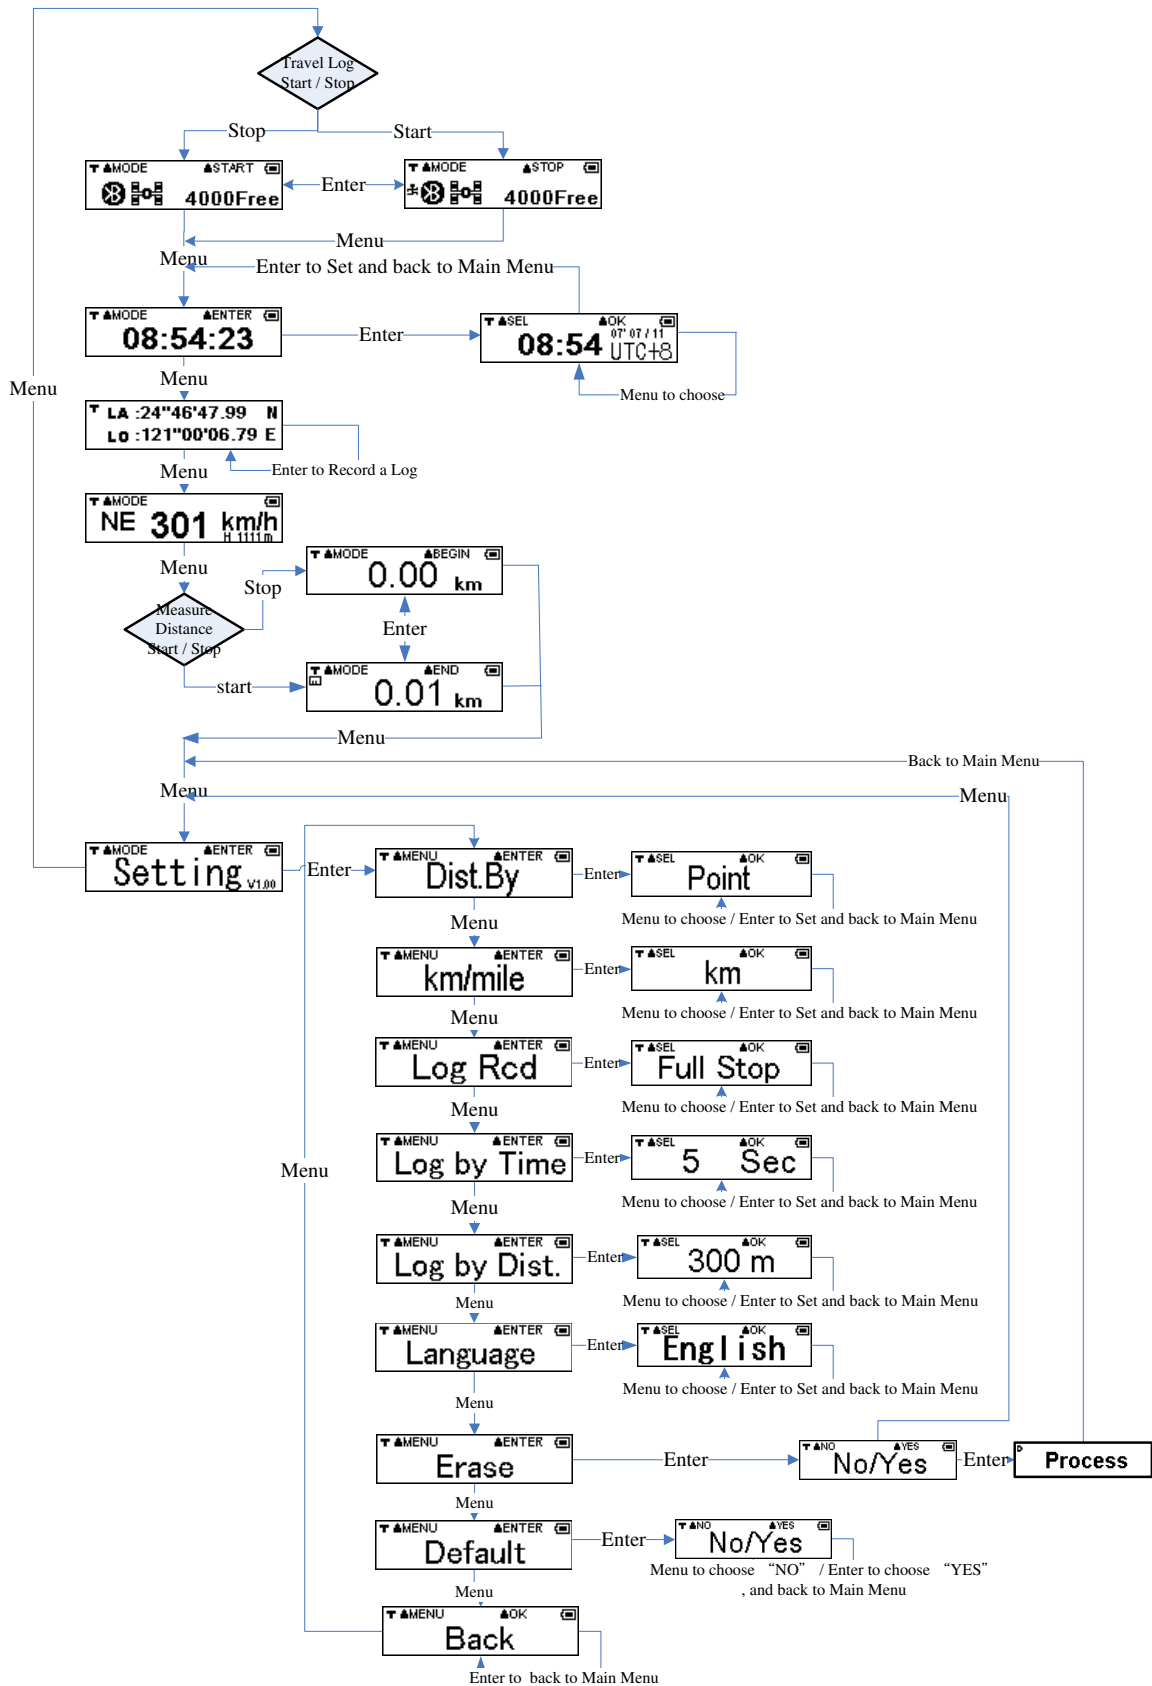 Travel Log
Start / Stop
Stop
Start
MODE START
4000Free
Enter
MODE STOP
4000Free
Menu
Menu
Enter to Set and back to Main Menu
MODE ENTER
08:54:23
Enter
SEL OK
08:54 07' 07 / 11
UTC+8
Menu to choose
Menu
Menu
LA :24"46'47.99 N
LO :121"00'06.79 E
Enter to Record a Log
Menu
MODE
NE 301 km/h
H 1111m
Menu
Measure
Distance
Start / Stop
Stop
MODE BEGIN
0.00 km
Enter
start
MODE END
0.01 km
Menu
Back to Main Menu
Menu
Menu
MODE ENTER
Setting V1.00
Enter
MENU ENTER
Dist.By
Enter
SEL OK
Point
Menu to choose / Enter to Set and back to Main Menu
Menu
MENU ENTER
km/mile
Enter
SEL OK
km
Menu to choose / Enter to Set and back to Main Menu
Menu
MENU ENTER
Log Rcd
Enter
SEL OK
Full Stop
Menu to choose / Enter to Set and back to Main Menu
Menu
MENU ENTER
Log by Time
Enter
SEL OK
5 Sec
Menu to choose / Enter to Set and back to Main Menu
Menu
Menu
MENU ENTER
Log by Dist.
Enter
SEL OK
300 m
Menu to choose / Enter to Set and back to Main Menu
Menu
MENU ENTER
Language
Enter
SEL OK
English
Menu to choose / Enter to Set and back to Main Menu
Menu
MENU ENTER
Erase
Enter
NO YES
No/Yes
Enter
Process
Menu
MENU ENTER
Default
Enter
NO YES
No/Yes
Menu to choose “NO” / Enter to choose “YES”
, and back to Main Menu
Menu
MENU OK
Back
Enter to back to Main Menu